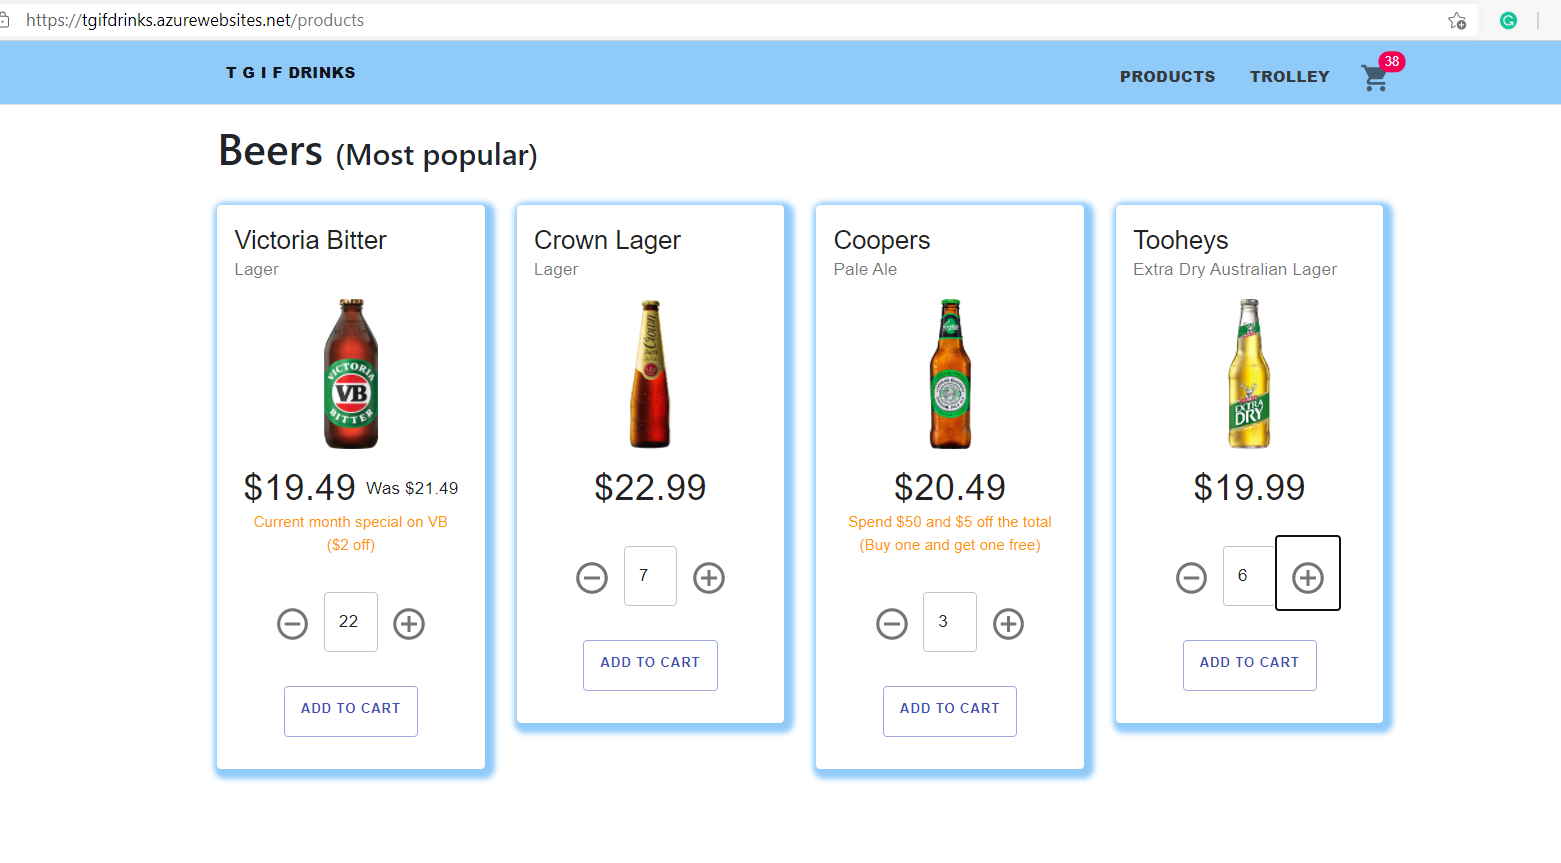 https://tgifdrinks.azurewebsites.net/products
T G I F DRINKS
PRODUCTS
TROLLEY
38
Beers (Most popular)
Victoria Bitter
Lager
VICTORIA
VB
BITTER
$19.49 Was $21.49
Current month special on VB
($2 off)
22
ADD TO CART
Crown Lager
Lager
Crown
$22.99
7
ADD TO CART
Coopers
Pale Ale
$20.49
Spend $50 and $5 off the total
(Buy one and get one free)
3
ADD TO CART
Tooheys
Extra Dry Australian Lager
EXTRA
DRY
$19.99
6
ADD TO CART